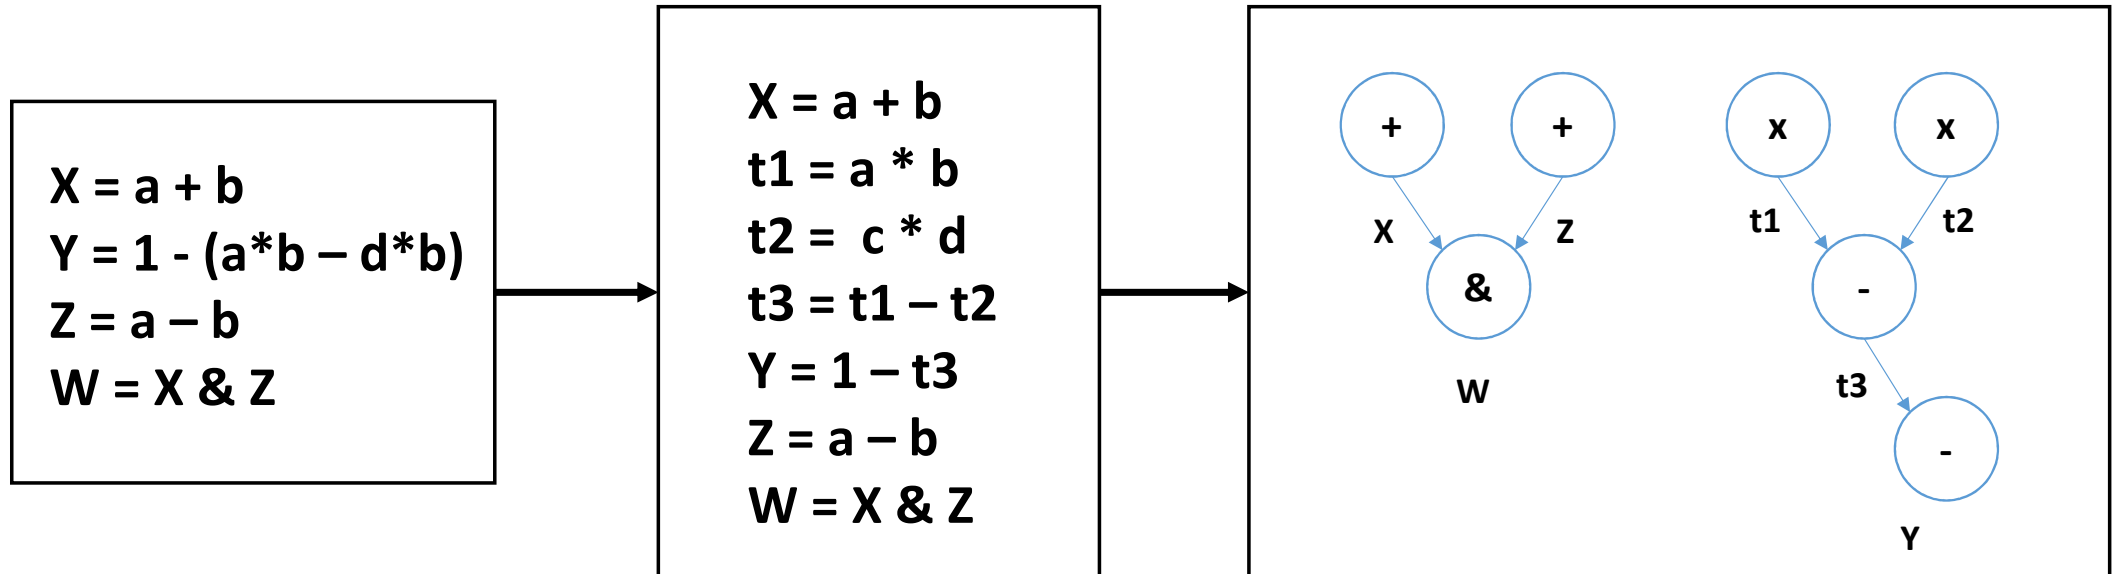 X = a + b
Y = 1 - (a*b – d*b)
Z = a – b
W = X & Z
X = a + b
t1 = a * b
t2 = c * d
t3 = t1 – t2
Y = 1 – t3
Z = a – b
W = X & Z
+ + x x
X Z t1 t2
& -
W t3
-
Y